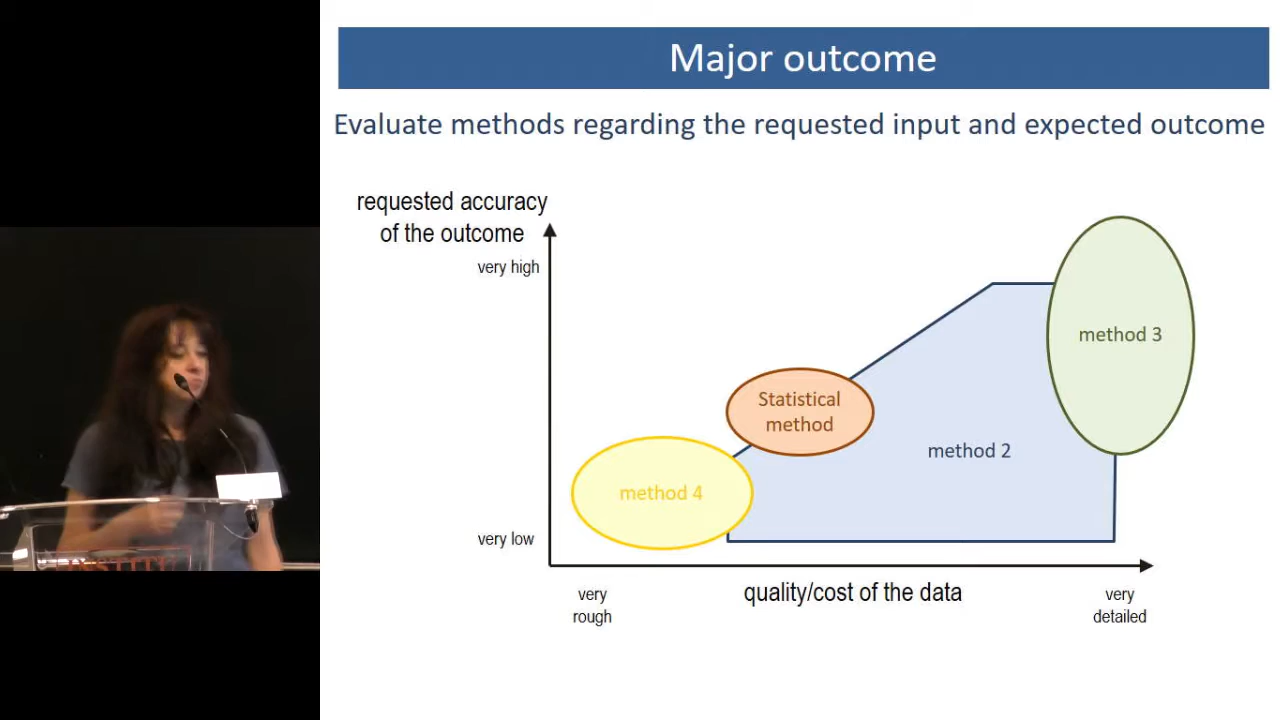 Major outcome
Evaluate methods regarding the requested input and expected outcome
requested accuracy
of the outcome
very high
method 3
Statistical
method
method 2
method 4
very low
quality/cost of the data
very
rough
very
detailed